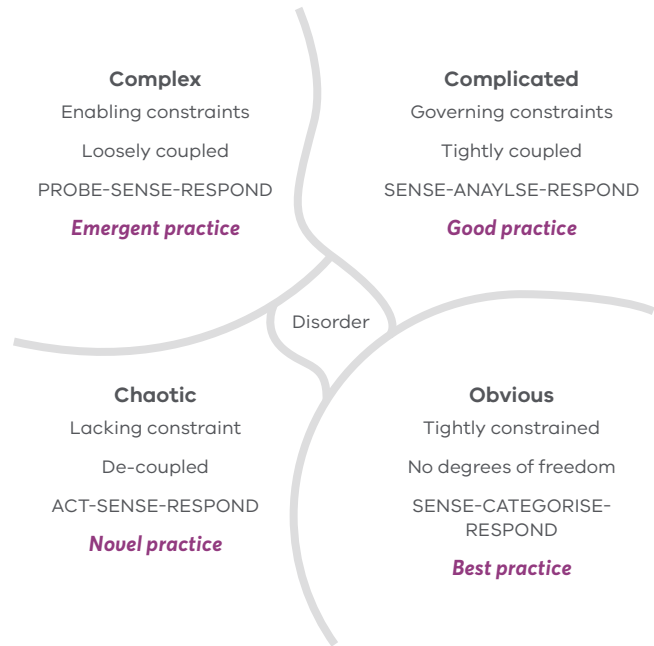 Complex
Enabling constraints
Loosely coupled
PROBE-SENSE-RESPOND
Emergent practice
Complicated
Governing constraints
Tightly coupled
SENSE-ANAYLSE-RESPOND
Good practice
Disorder
Chaotic
Lacking constraint
De-coupled
ACT-SENSE-RESPOND
Novel practice
Obvious
Tightly constrained
No degrees of freedom
SENSE-CATEGORISE-
RESPOND
Best practice